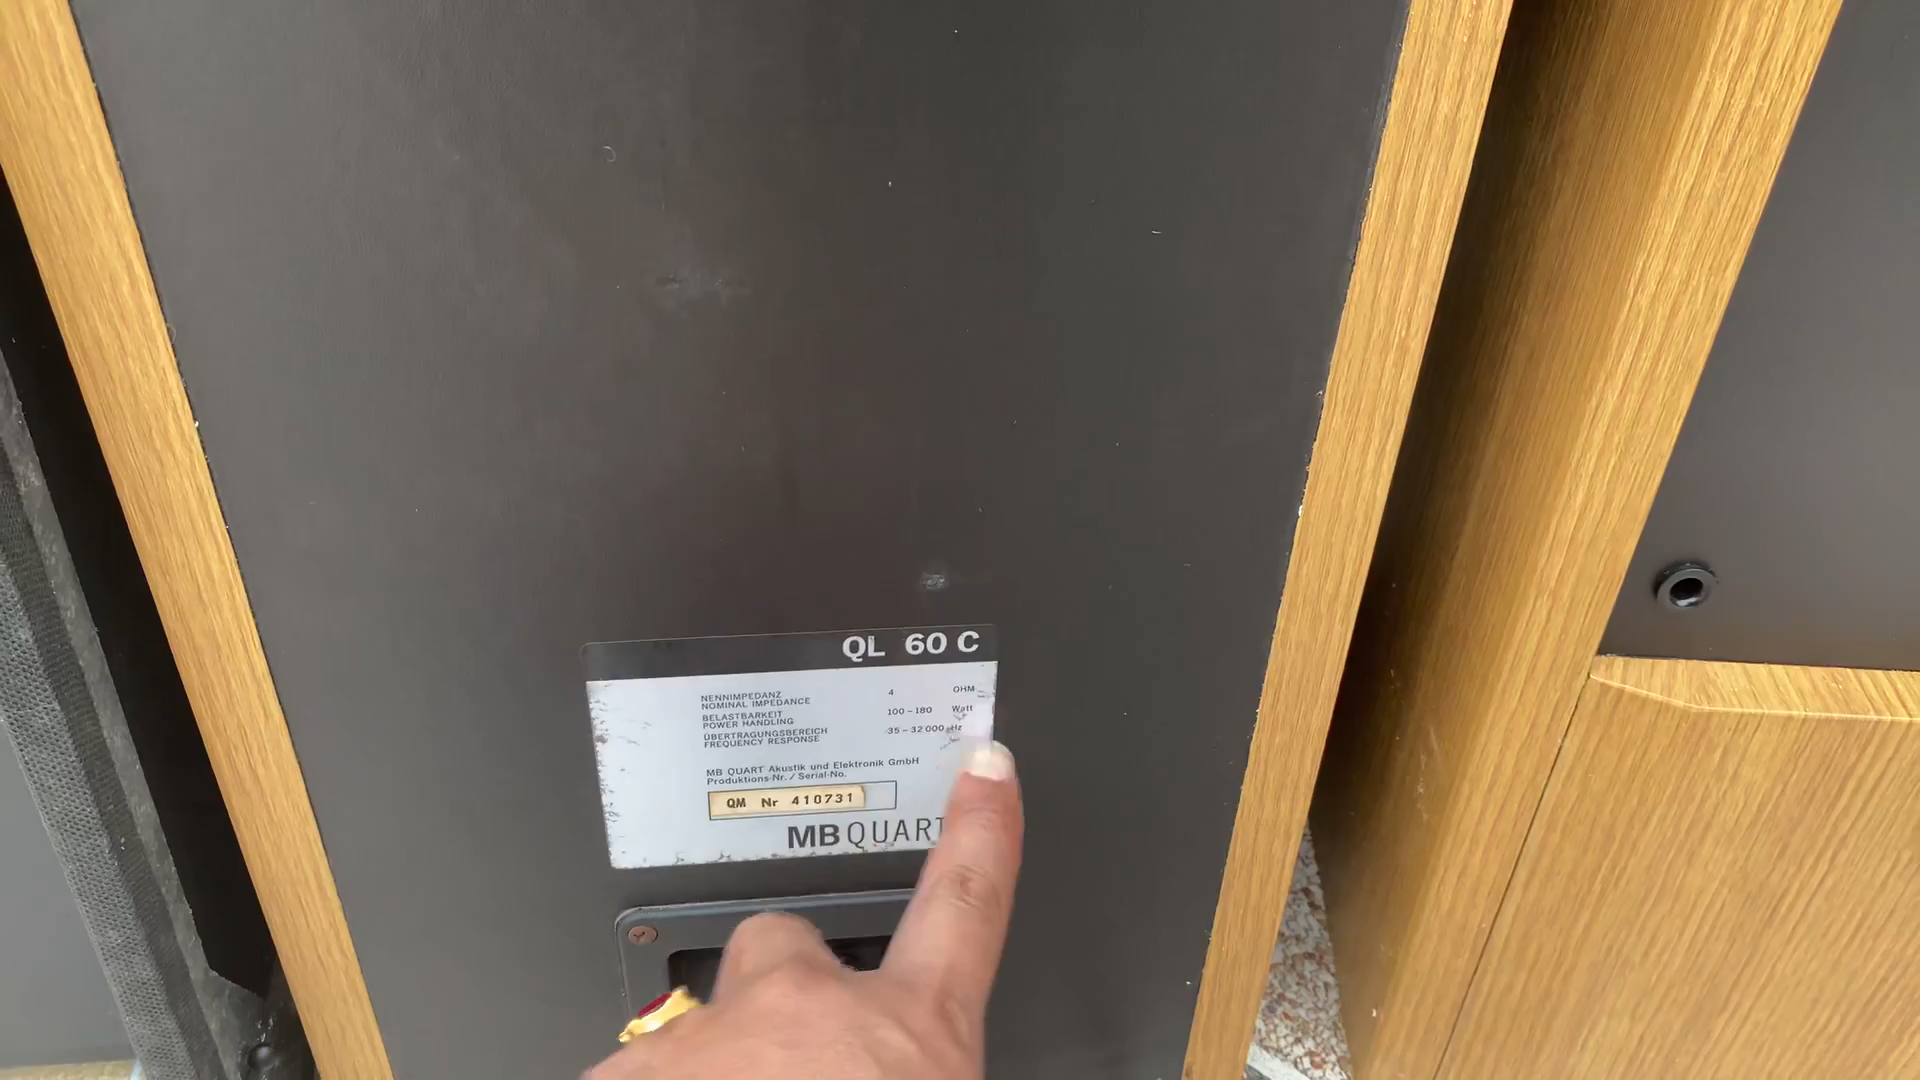 QL 60 C
NENNIMPEDANZ 4 OHM
NOMINAL IMPEDANCE
BELASTBARKEIT 100-180 Watt
POWER HANDLING
ÜBERTRAGUNGSBEREICH 35-32 000 Hz
FREQUENCY RESPONSE
MB QUART Akustik und Elektronik GmbH
Produktions-Nr. / Serial-No.
QM Nr 410731
MB QUART